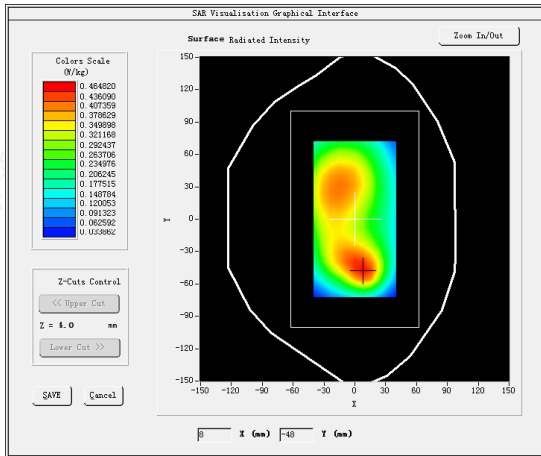 SAR Visualisation Graphical Interface
Surface Radiated Intensity
Zoom In/Out
Colors Scale
(W/kg)
0.464820
0.436090
0.407359
0.378629
0.349898
0.321168
0.292437
0.263706
0.234976
0.206245
0.177515
0.148784
0.120053
0.091323
0.062592
0.033862
150
120
90
60
30
0
-30
-60
-90
-120
-150
Y
-150 -120 -90 -60 -30 0 30 60 90 120 150
X
Z-Cuts Control
<< Upper Cut
Z = 4.0 mm
Lower Cut >>
SAVE Cancel
8 X (mm) -48 Y (mm)